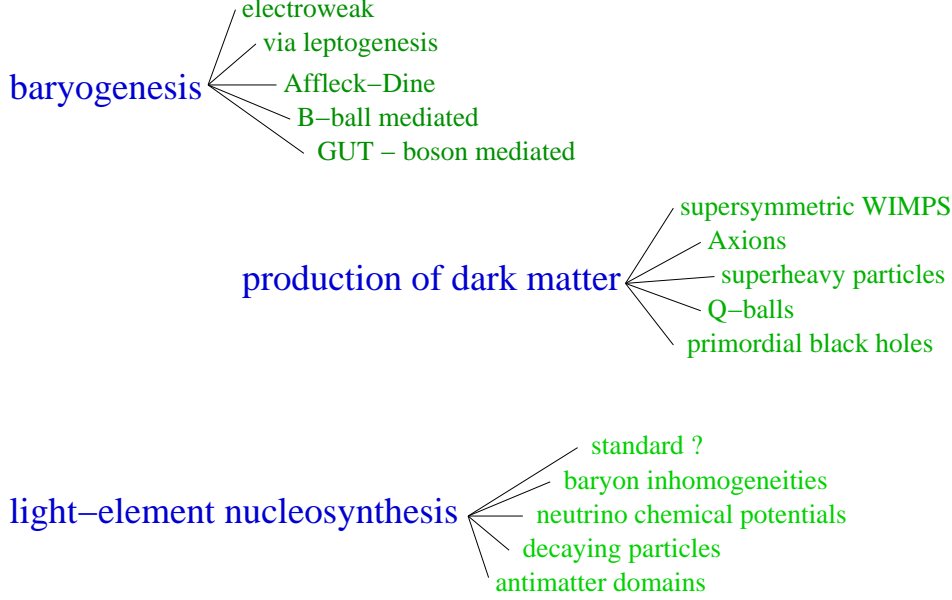 electroweak
via leptogenesis
baryogenesis
Affleck–Dine
B–ball mediated
GUT – boson mediated
supersymmetric WIMPS
Axions
production of dark matter
superheavy particles
Q–balls
primordial black holes
standard ?
baryon inhomogeneities
light–element nucleosynthesis
neutrino chemical potentials
decaying particles
antimatter domains